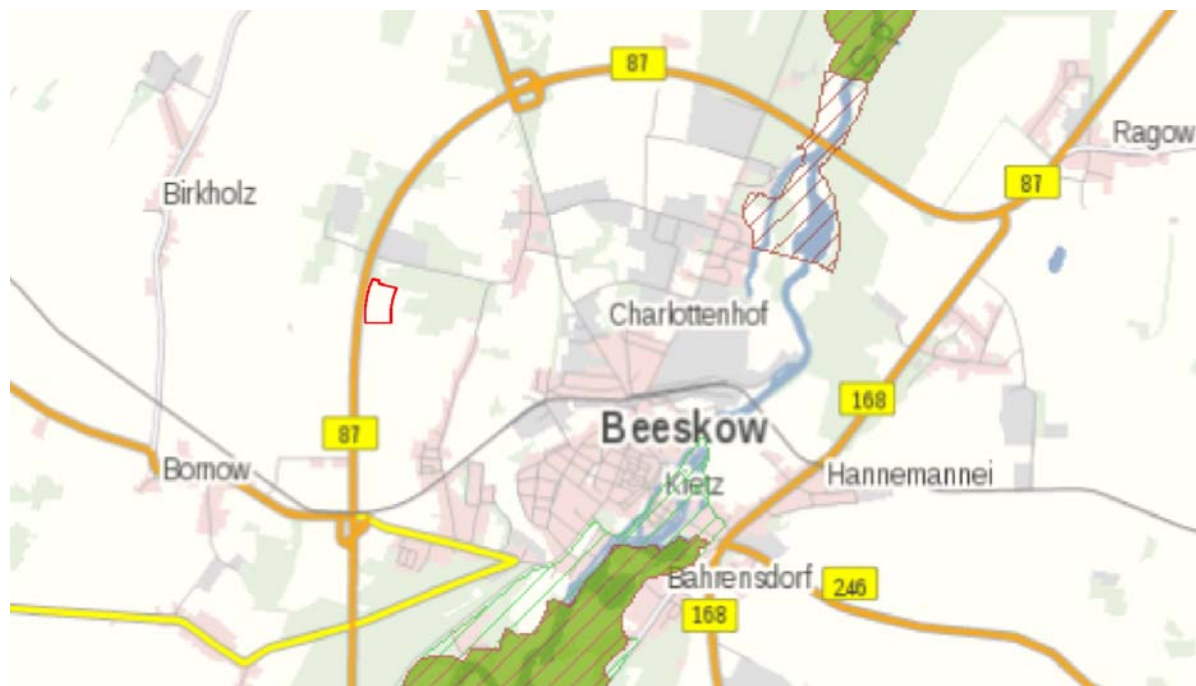 87
Ragow
87
Birkholz
Charlottenhof
168
Beeskow
87
Bornow
Kietz
Hannemannei
Bahrensdorf
246
168